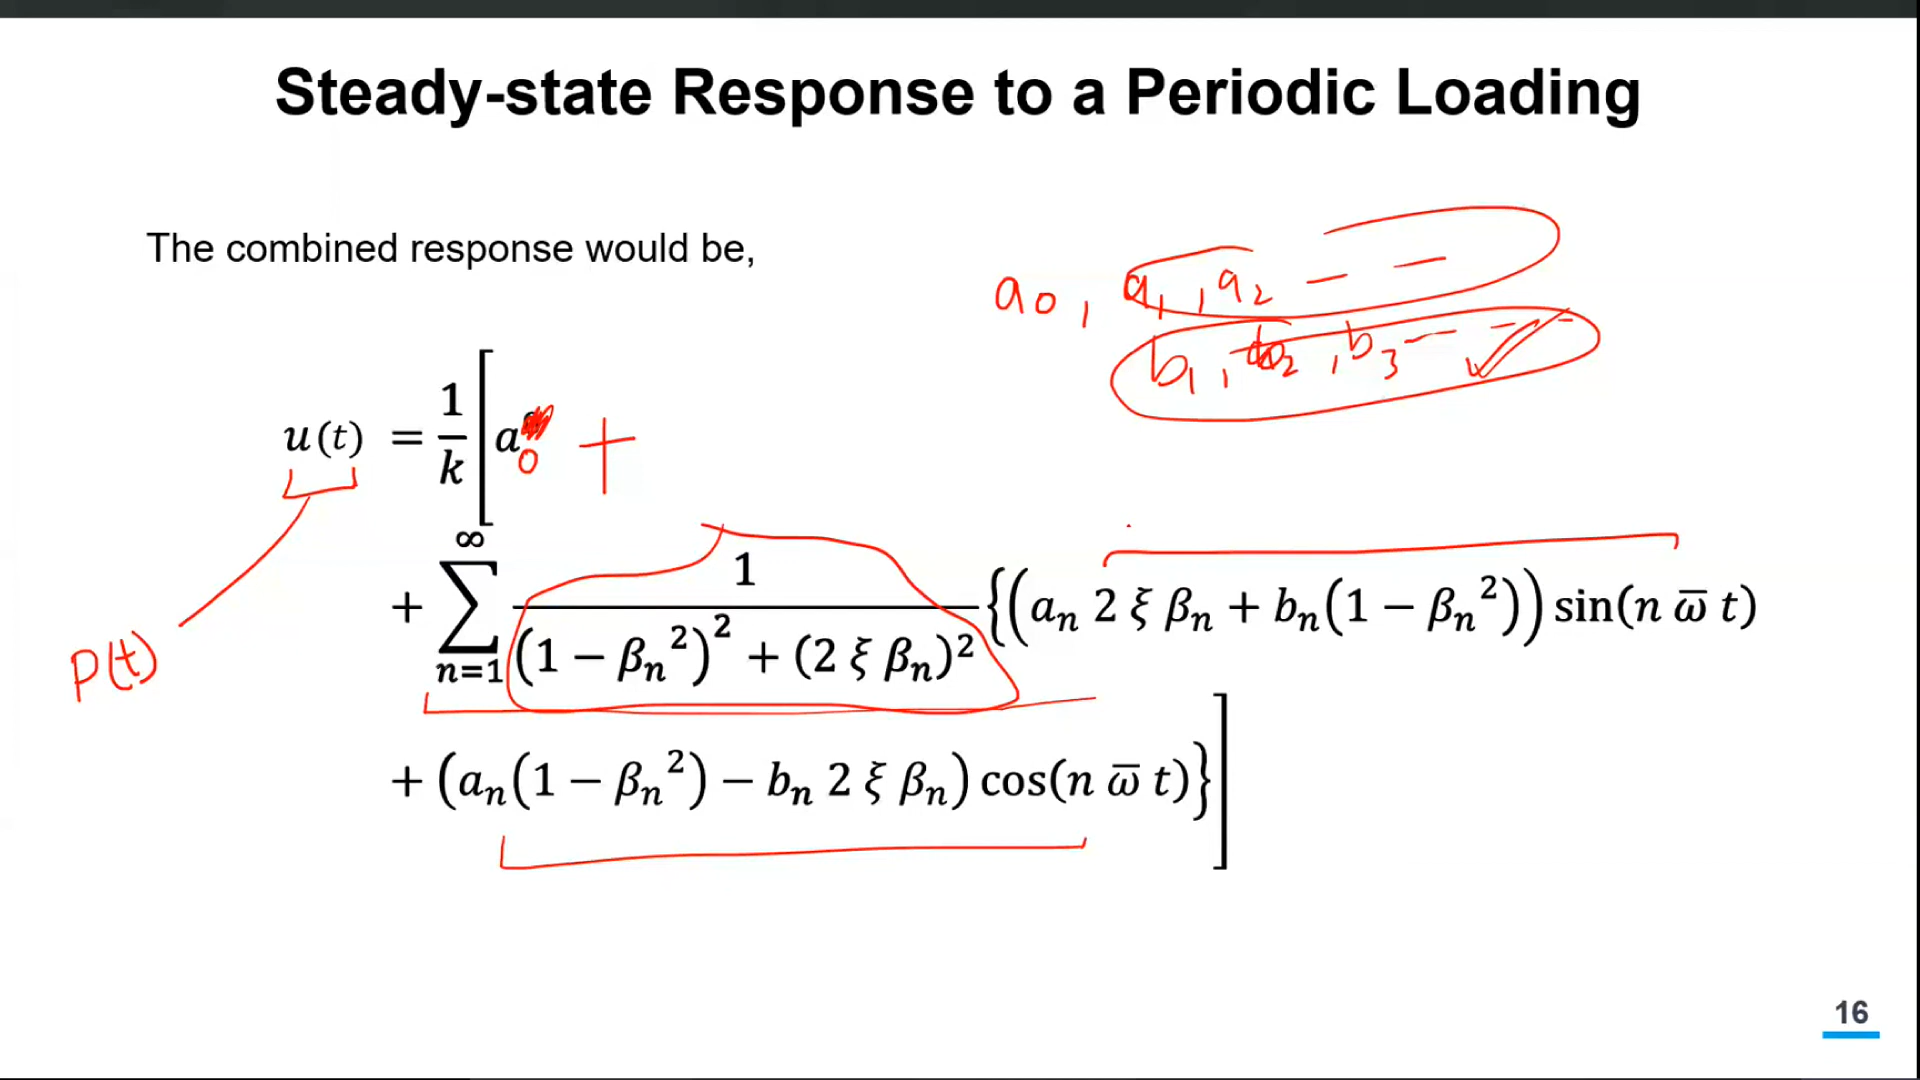 Steady-state Response to a Periodic Loading
The combined response would be,
a₀, a₁, a₂ – –
b₁, b₂, b₃ – – – –
u(t) = 1/k [a₀ +
+ ∑_{n=1}^{∞} 1/((1 − βₙ²)² + (2 ξ βₙ)²) {(aₙ 2 ξ βₙ + bₙ(1 − βₙ²)) sin(n ω̅ t)
P(t)
+ (aₙ(1 − βₙ²) − bₙ 2 ξ βₙ) cos(n ω̅ t)}]
16